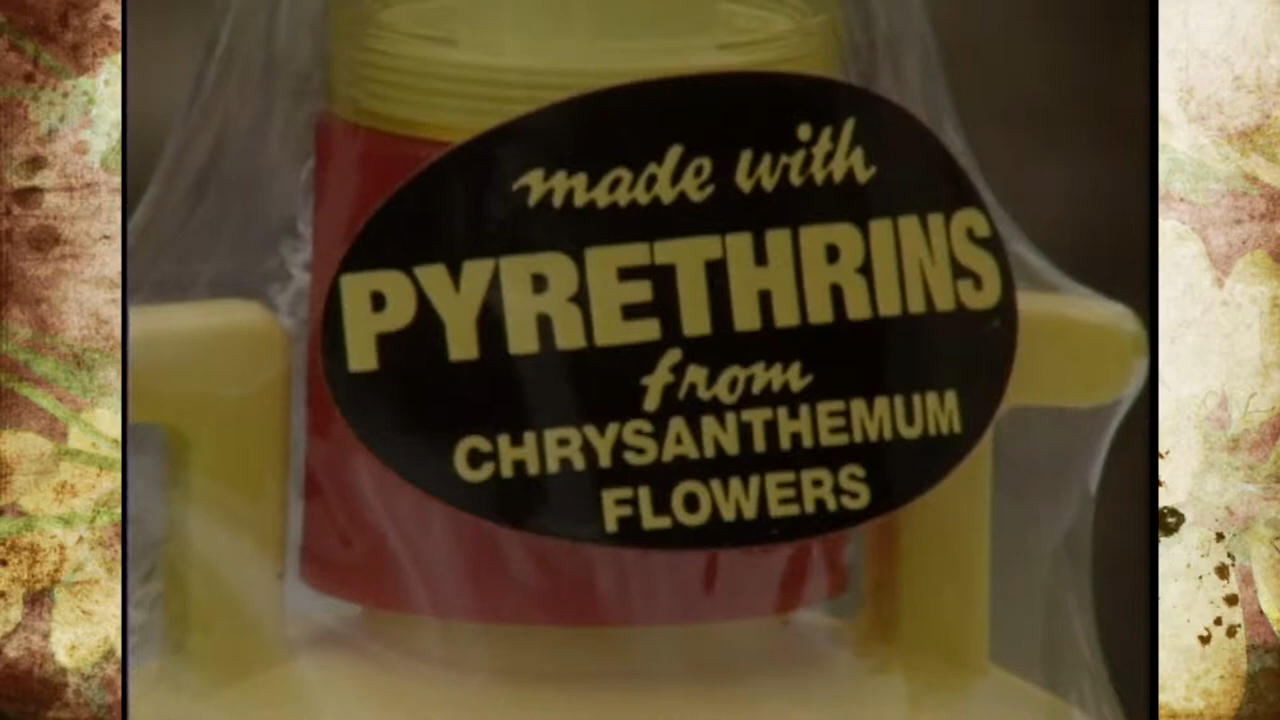 made with
PYRETHRINS
from
CHRYSANTHEMUM
FLOWERS